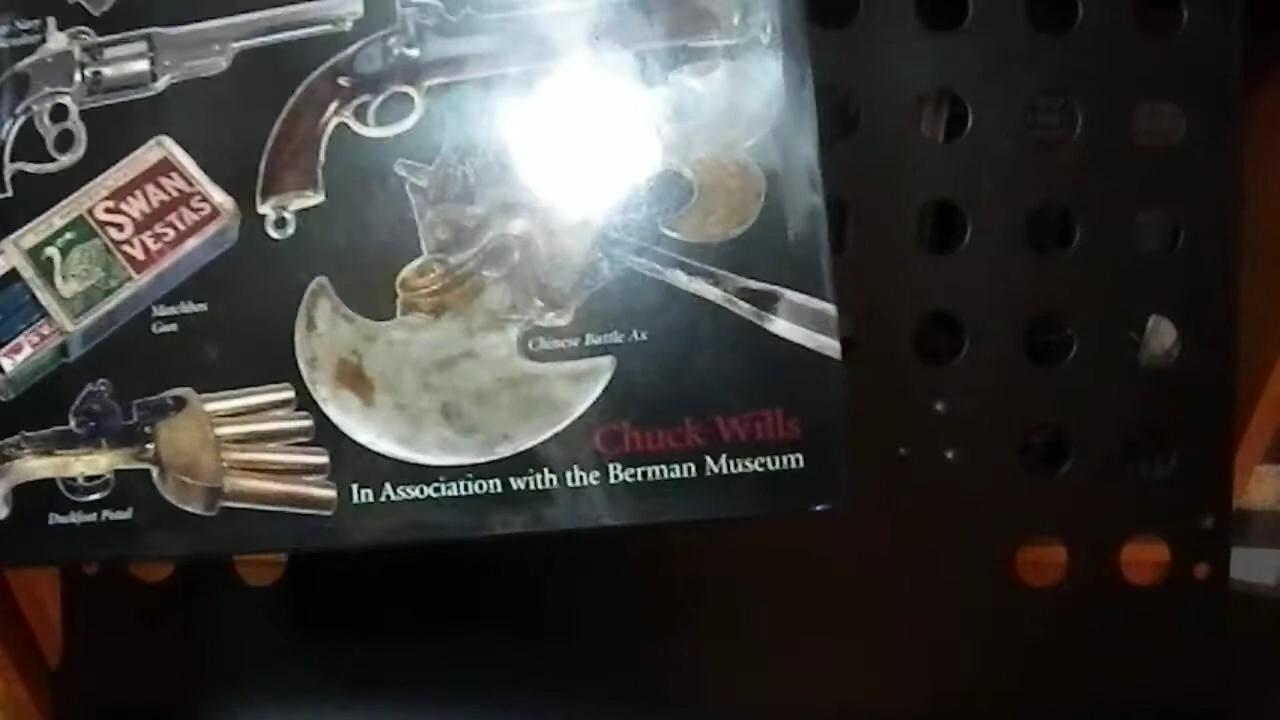 SWAN
VESTAS
Matchbox
Gun
Chinese Battle Ax
Chuck Wills
In Association with the Berman Museum
Duckfoot Pistol